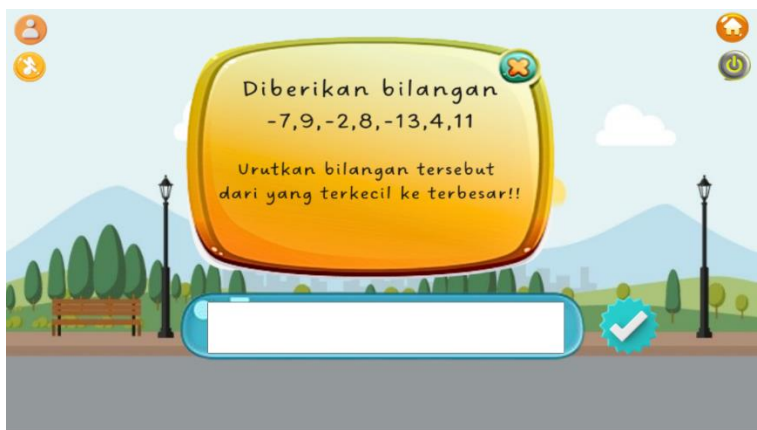 Diberikan bilangan
-7,9,-2,8,-13,4,11
Urutkan bilangan tersebut
dari yang terkecil ke terbesar!!